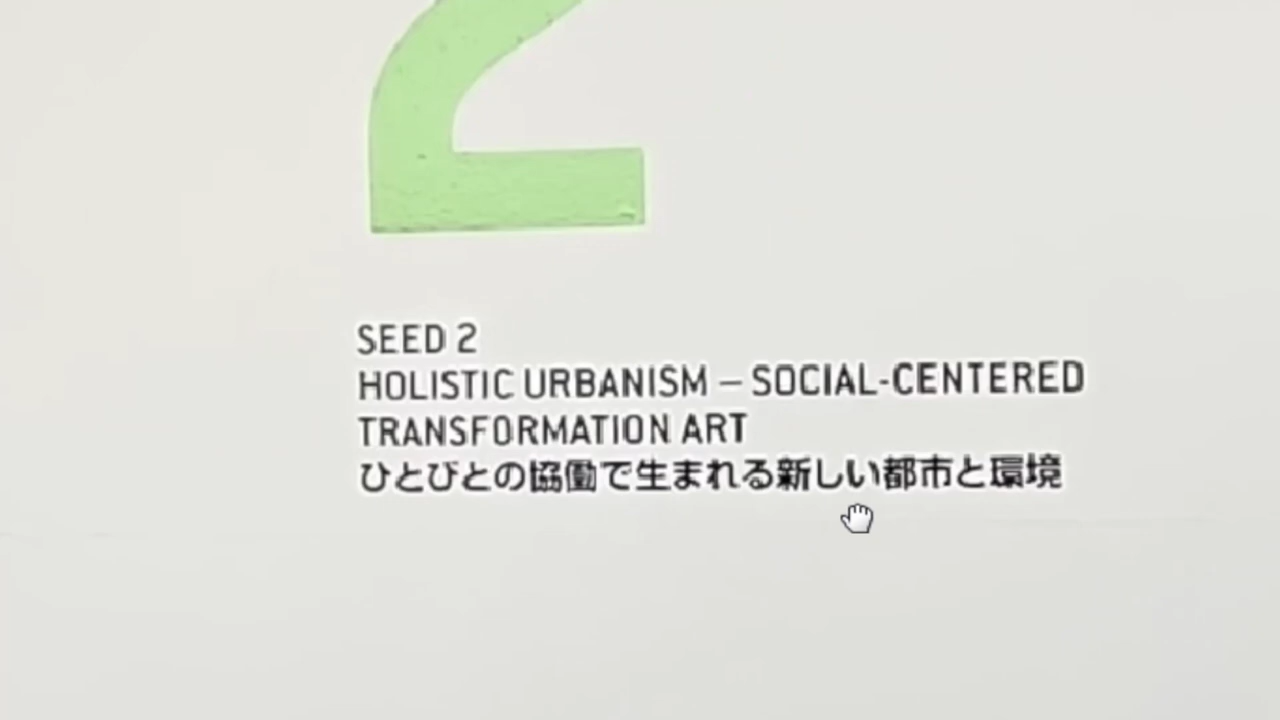 2
SEED 2
HOLISTIC URBANISM – SOCIAL-CENTERED
TRANSFORMATION ART
ひとびとの協働で生まれる新しい都市と環境